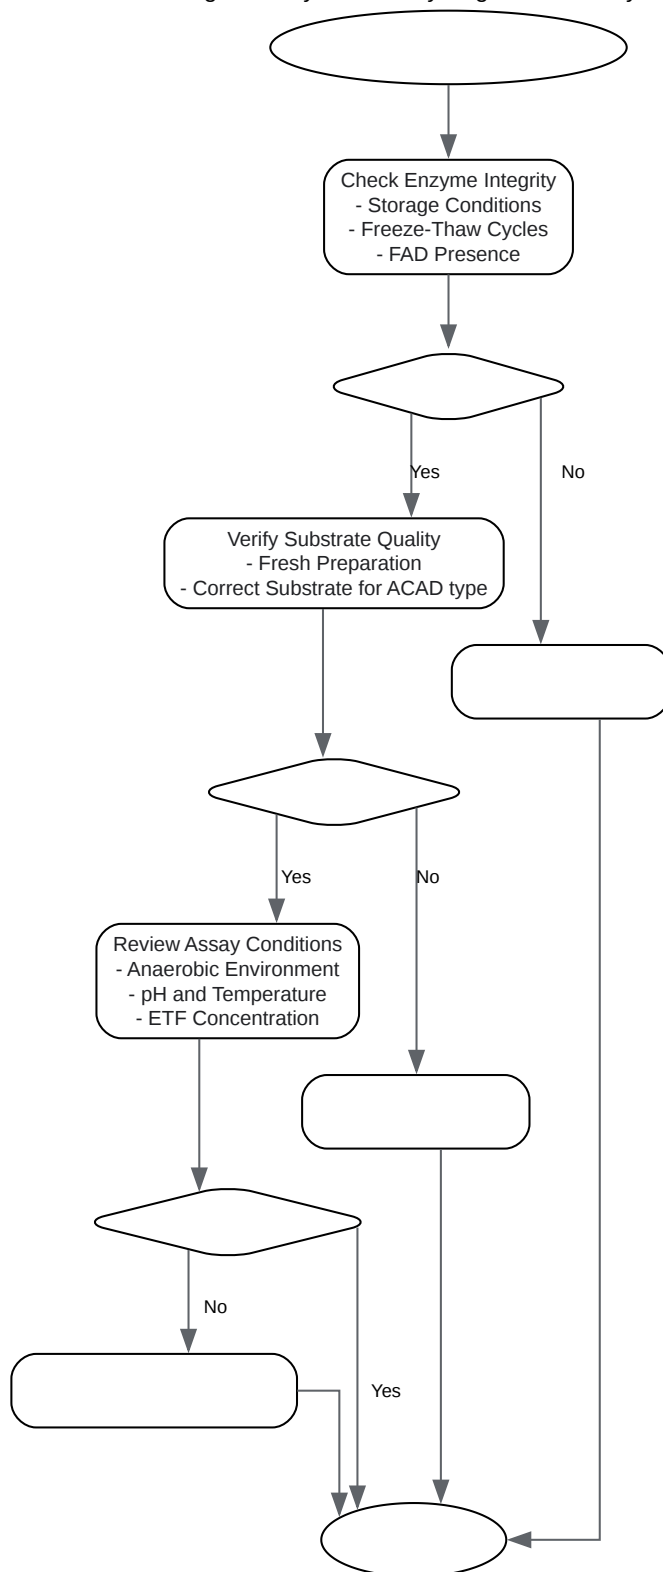 Check Enzyme Integrity
- Storage Conditions
- Freeze-Thaw Cycles
- FAD Presence
Yes
No
Verify Substrate Quality
- Fresh Preparation
- Correct Substrate for ACAD type
Yes
No
Review Assay Conditions
- Anaerobic Environment
- pH and Temperature
- ETF Concentration
No
Yes